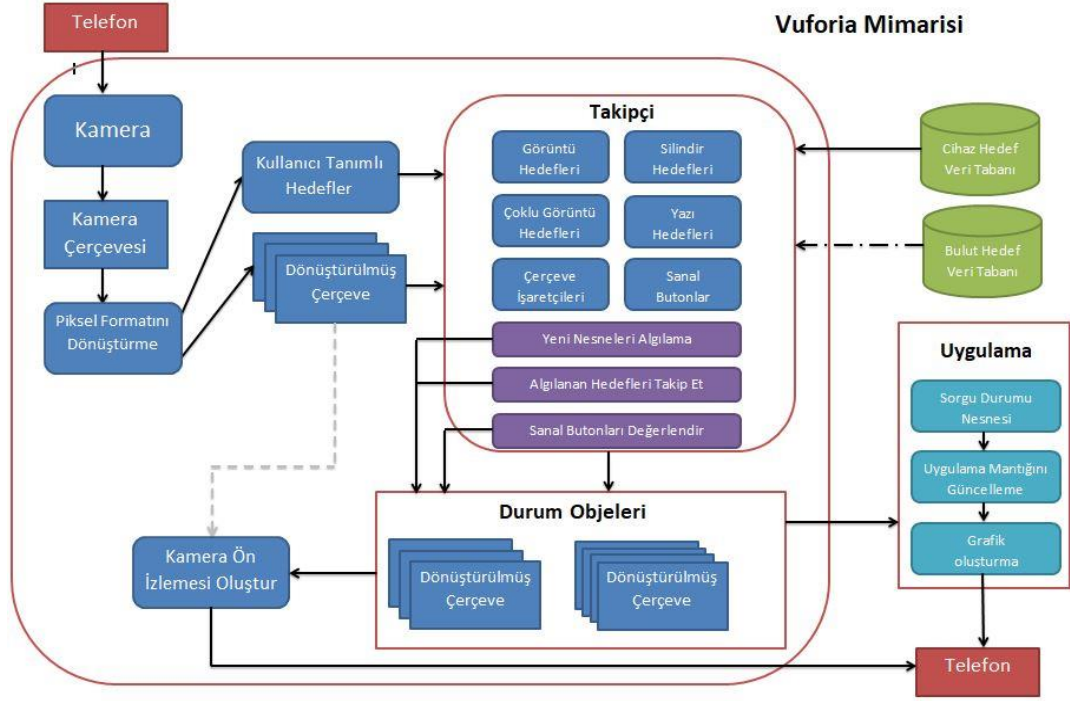 Telefon
Vuforia Mimarisi
Kamera
Kamera
Çerçevesi
Piksel Formatını
Dönüştürme
Kullanıcı Tanımlı
Hedefler
Dönüştürülmüş
Çerçeve
Takipçi
Görüntü
Hedefleri
Silindir
Hedefleri
Çoklu Görüntü
Hedefleri
Yazı
Hedefleri
Çerçeve
İşaretçileri
Sanal
Butonlar
Yeni Nesneleri Algılama
Algılanan Hedefleri Takip Et
Sanal Butonları Değerlendir
Cihaz Hedef
Veri Tabanı
Bulut Hedef
Veri Tabanı
Uygulama
Sorgu Durumu
Nesnesi
Uygulama Mantığını
Güncelleme
Grafik
oluşturma
Durum Objeleri
Dönüştürülmüş
Çerçeve
Dönüştürülmüş
Çerçeve
Kamera Ön
İzlemesi Oluştur
Telefon